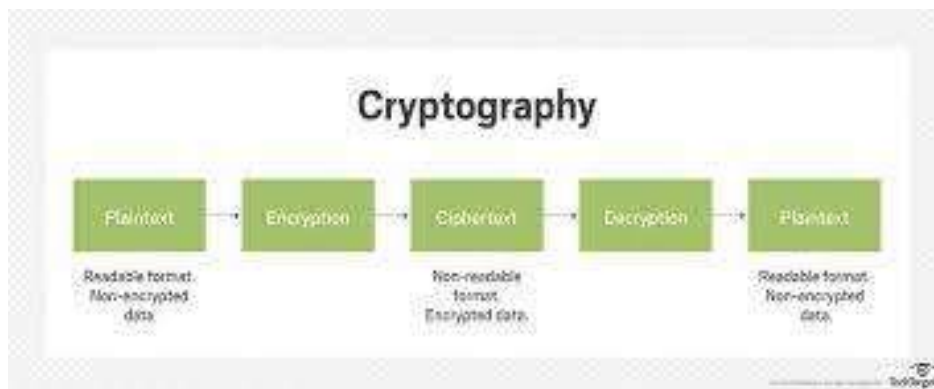 Cryptography
Plaintext
Encryption
Ciphertext
Decryption
Plaintext
Readable format.
Non-encrypted
data.
Non-readable
format.
Encrypted data.
Readable format.
Non-encrypted
data.
TechTarget